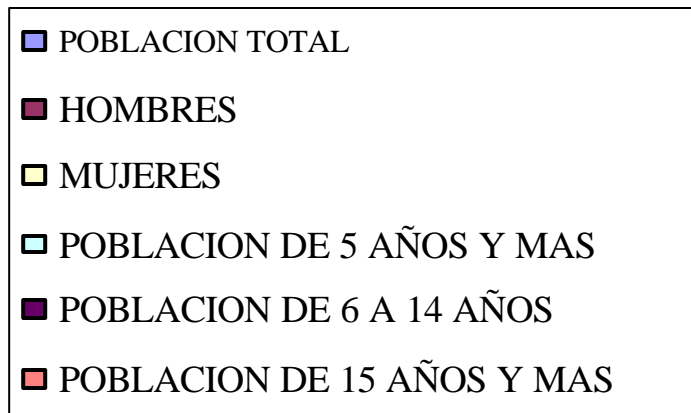 POBLACION TOTAL
HOMBRES
MUJERES
POBLACION DE 5 AÑOS Y MAS
POBLACION DE 6 A 14 AÑOS
POBLACION DE 15 AÑOS Y MAS